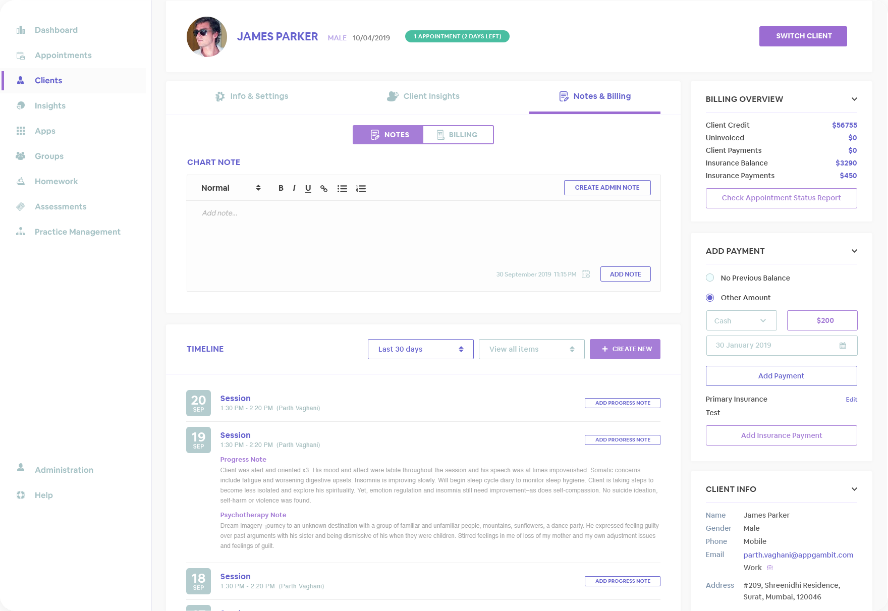 Dashboard
Appointments
Clients
Insights
Apps
Groups
Homework
Assessments
Practice Management
Administration
Help
JAMES PARKER MALE 10/04/2019 1 APPOINTMENT (2 DAYS LEFT) SWITCH CLIENT
Info & Settings Client Insights Notes & Billing
NOTES BILLING
CHART NOTE
Normal B I U CREATE ADMIN NOTE
Add note...
30 September 2019 15:15 PM ADD NOTE
TIMELINE Last 30 days View all items + CREATE NEW
20 SEP
Session
1:30 PM - 2:20 PM (Parth Vaghani)
ADD PROGRESS NOTE
19 SEP
Session
1:30 PM - 2:20 PM (Parth Vaghani)
ADD PROGRESS NOTE
Progress Note
Client was alert and oriented x3. His mood and affect were labile throughout the session and his speech was at times impoverished. Somatic concerns
include fatigue and worsening digestive upsets. Insomnia is improving slowly. Will begin sleep cycle diary to monitor sleep hygiene. Client is taking steps to
become less isolated and explore his spirituality. Yet, emotion regulation and insomnia still need improvement--as does self-compassion. No suicide ideation,
self-harm or violence was found.
Psychotherapy Note
Dream imagery: journey to an unknown destination with a group of familiar and unfamiliar people, mountains, sunflowers, a dance party. He expressed feeling guilty
over past arguments with his sister and being dismissive of his when they were children. Stirred feelings in me of loss of my mother and my own adjustment issues
and feelings of guilt.
18 SEP
Session
1:30 PM - 2:20 PM (Parth Vaghani)
ADD PROGRESS NOTE
BILLING OVERVIEW
Client Credit $56755
Uninvoiced $0
Client Payments $0
Insurance Balance $3290
Insurance Payments $450
Check Appointment Status Report
ADD PAYMENT
No Previous Balance
Other Amount
Cash $200
30 January 2019
Add Payment
Primary Insurance Edit
Test
Add Insurance Payment
CLIENT INFO
Name James Parker
Gender Male
Phone Mobile
Email parth.vaghani@appgambit.com
Work
Address #209, Shreenidhi Residence,
Surat, Mumbai, 120046